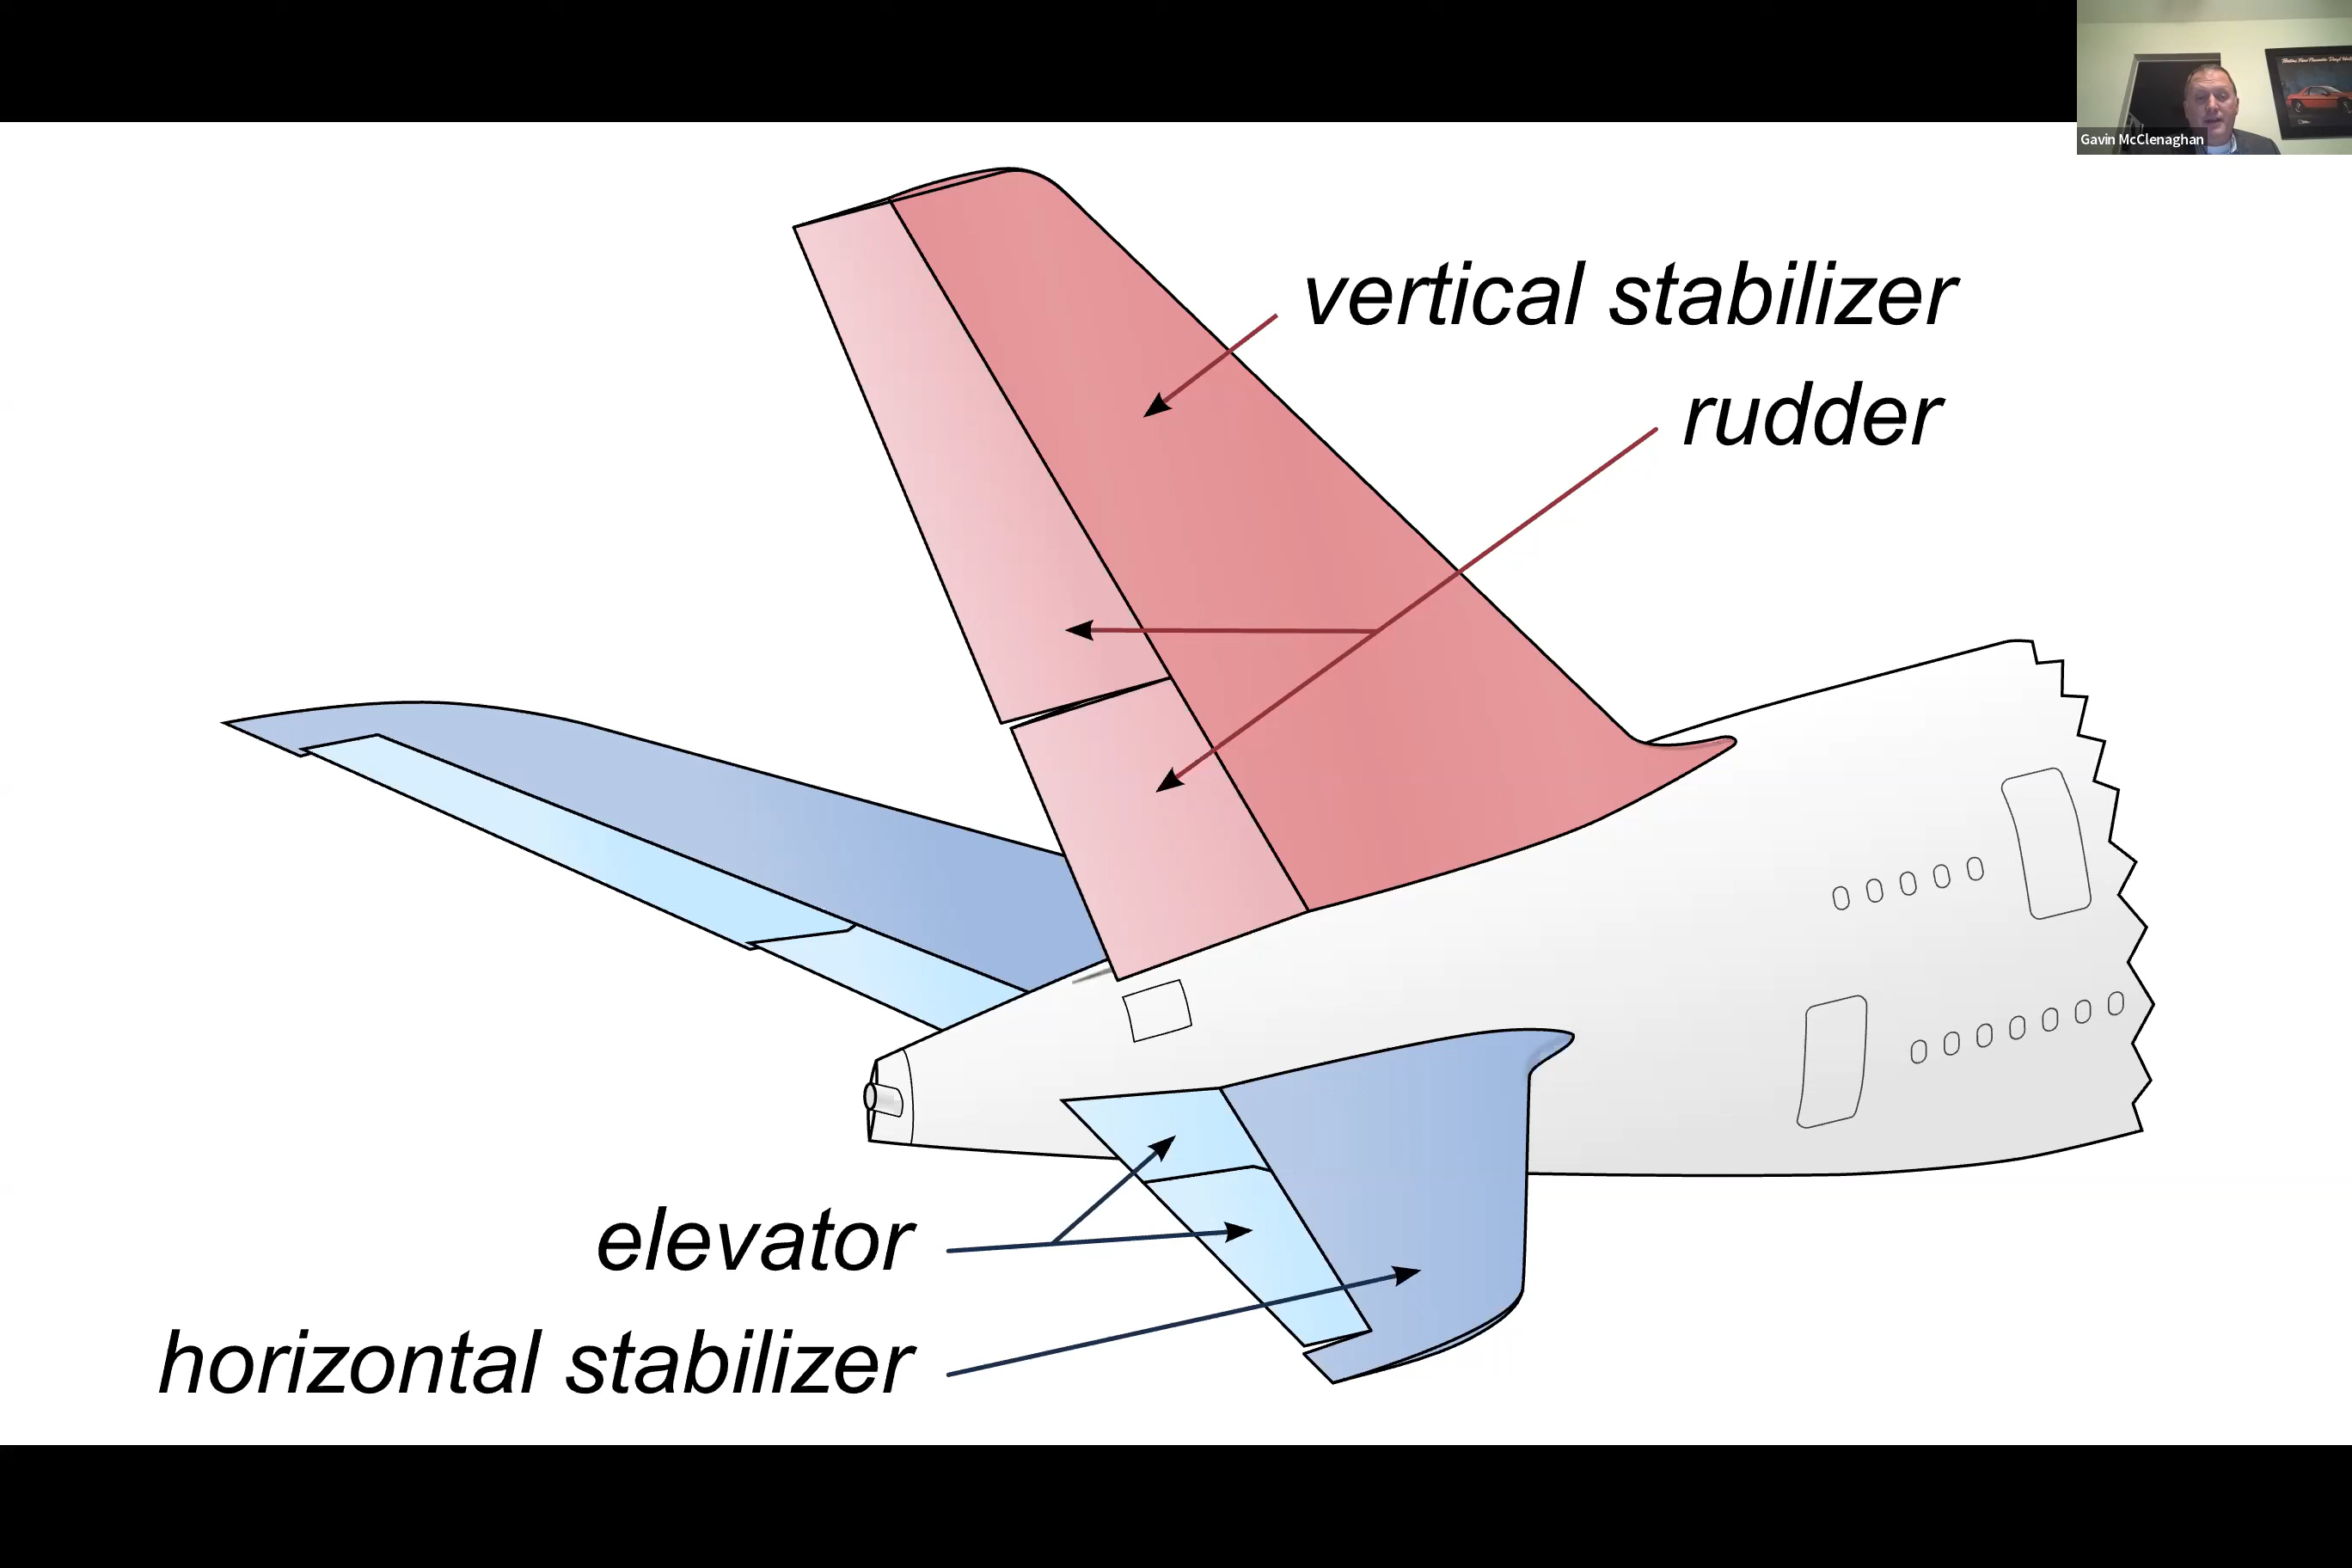 Gavin McClenaghan
vertical stabilizer
rudder
elevator
horizontal stabilizer